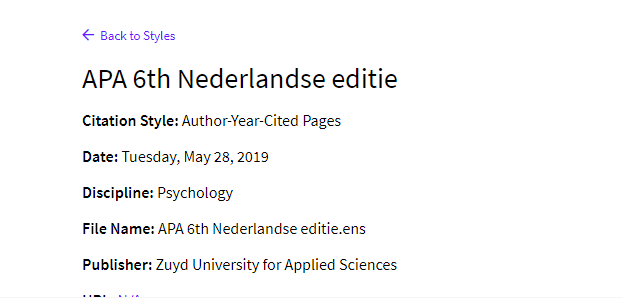 ← Back to Styles
APA 6th Nederlandse editie
Citation Style: Author-Year-Cited Pages
Date: Tuesday, May 28, 2019
Discipline: Psychology
File Name: APA 6th Nederlandse editie.ens
Publisher: Zuyd University for Applied Sciences